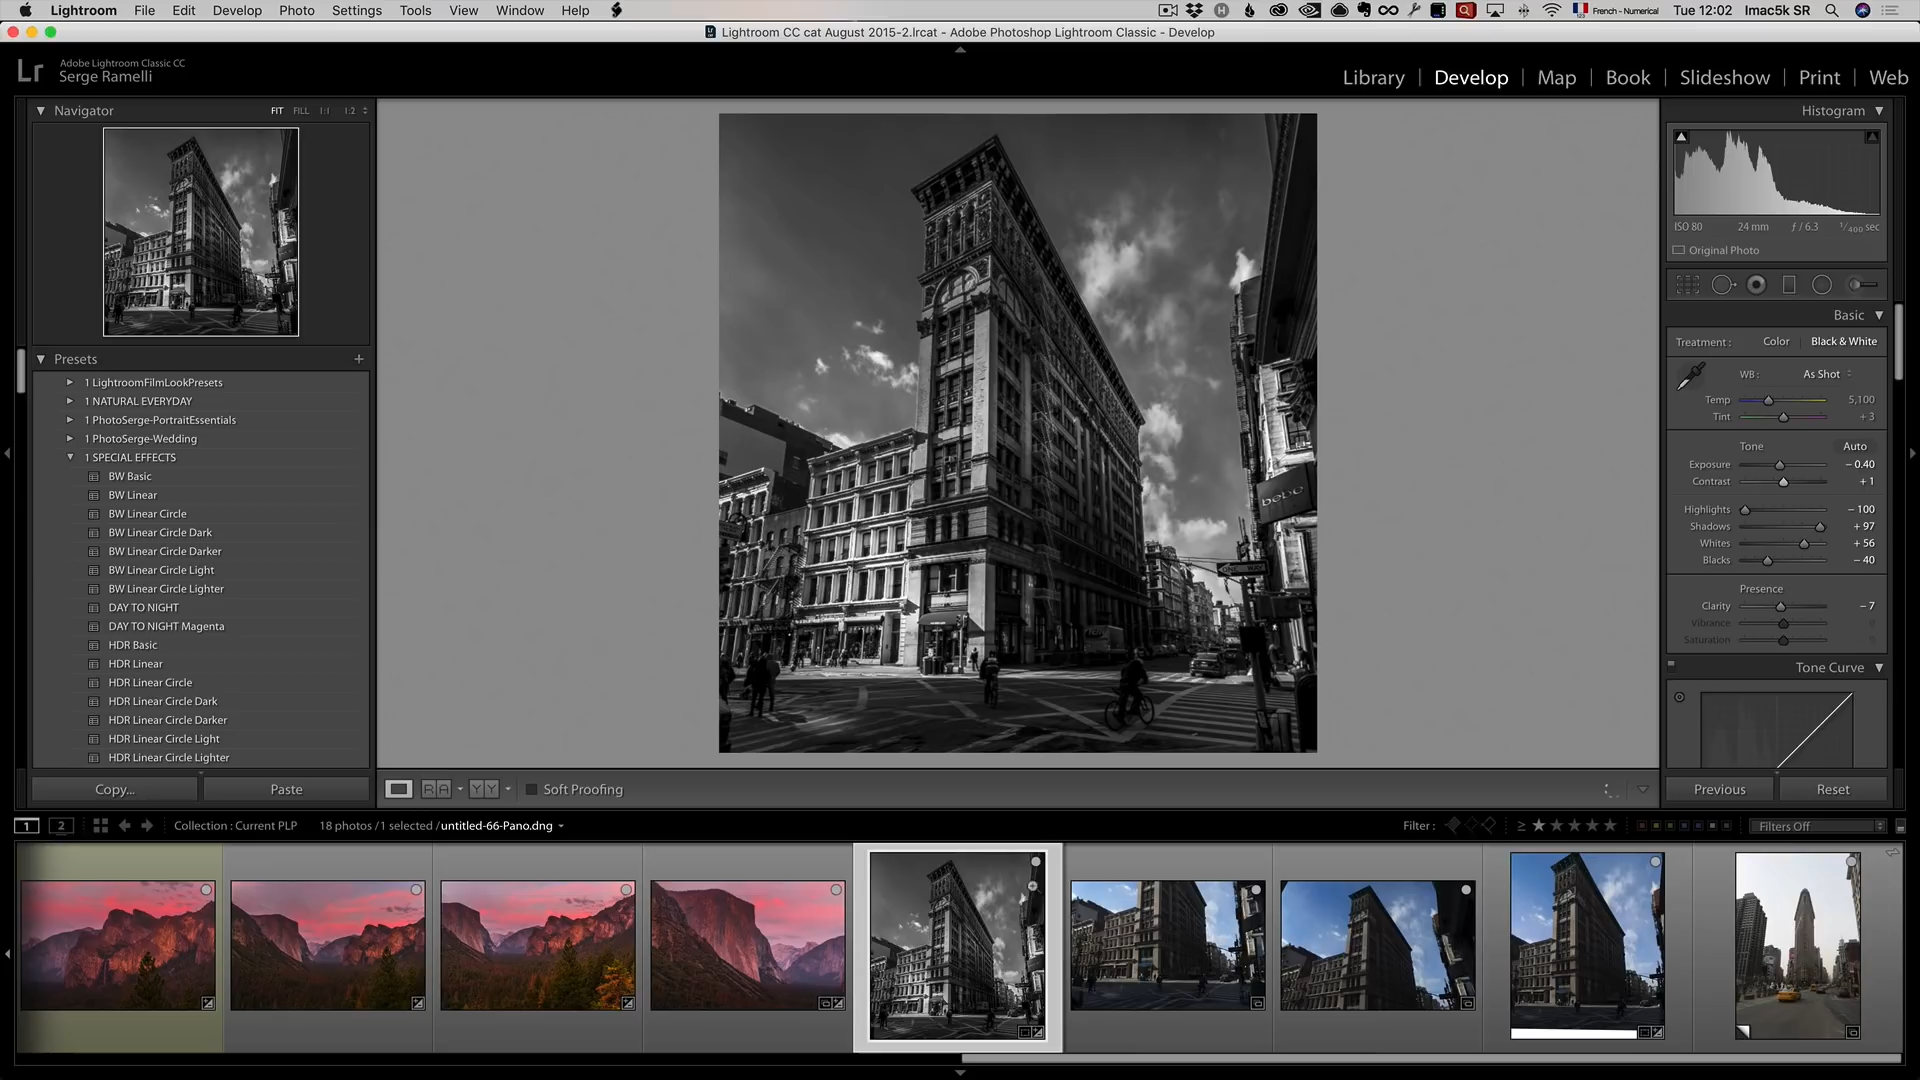 Lightroom File Edit Develop Photo Settings Tools View Window Help
French - Numerical Tue 12:02 Imac5k SR
Lightroom CC cat August 2015-2.lrcat - Adobe Photoshop Lightroom Classic - Develop
Lr
Adobe Lightroom Classic CC
Serge Ramelli
Library | Develop | Map | Book | Slideshow | Print | Web
Navigator FIT FILL 1:1 1:2
Presets +
1 LightroomFilmLookPresets
1 NATURAL EVERYDAY
1 PhotoSerge-PortraitEssentials
1 PhotoSerge-Wedding
1 SPECIAL EFFECTS
BW Basic
BW Linear
BW Linear Circle
BW Linear Circle Dark
BW Linear Circle Darker
BW Linear Circle Light
BW Linear Circle Lighter
DAY TO NIGHT
DAY TO NIGHT Magenta
HDR Basic
HDR Linear
HDR Linear Circle
HDR Linear Circle Dark
HDR Linear Circle Darker
HDR Linear Circle Light
HDR Linear Circle Lighter
Copy... Paste
bebe
ONE WAY
Histogram
ISO 80 24 mm ƒ / 6.3 1/400 sec
Original Photo
Basic
Treatment : Color Black & White
WB : As Shot
Temp 5,100
Tint + 3
Tone Auto
Exposure − 0.40
Contrast + 1
Highlights − 100
Shadows + 97
Whites + 56
Blacks − 40
Presence
Clarity − 7
Vibrance
Saturation
Tone Curve
Previous Reset
R A Y Y Soft Proofing
1 2 Collection : Current PLP 18 photos /1 selected /untitled-66-Pano.dng
Filter : ≥ ★★★★★ Filters Off